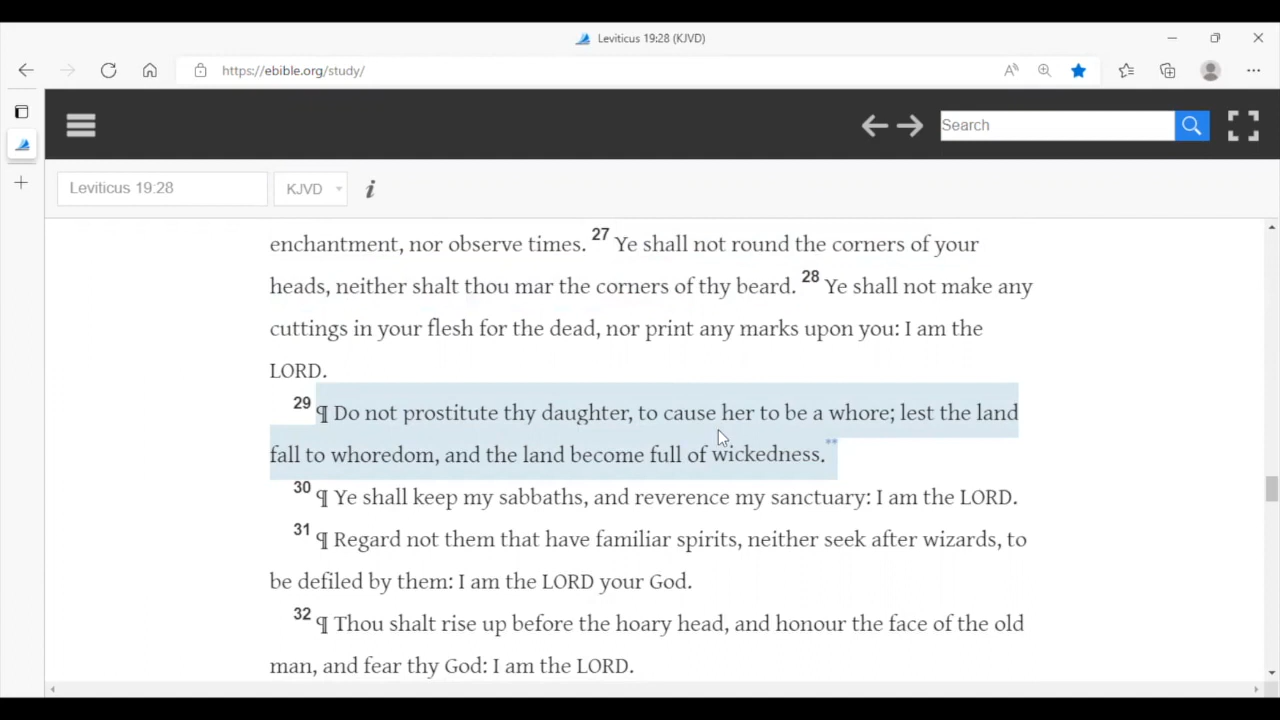 Leviticus 19:28 (KJVD)
https://ebible.org/study/
Search
Leviticus 19:28 KJVD i
enchantment, nor observe times. 27 Ye shall not round the corners of your
heads, neither shalt thou mar the corners of thy beard. 28 Ye shall not make any
cuttings in your flesh for the dead, nor print any marks upon you: I am the
LORD.
29 ¶ Do not prostitute thy daughter, to cause her to be a whore; lest the land
fall to whoredom, and the land become full of wickedness. **
30 ¶ Ye shall keep my sabbaths, and reverence my sanctuary: I am the LORD.
31 ¶ Regard not them that have familiar spirits, neither seek after wizards, to
be defiled by them: I am the LORD your God.
32 ¶ Thou shalt rise up before the hoary head, and honour the face of the old
man, and fear thy God: I am the LORD.